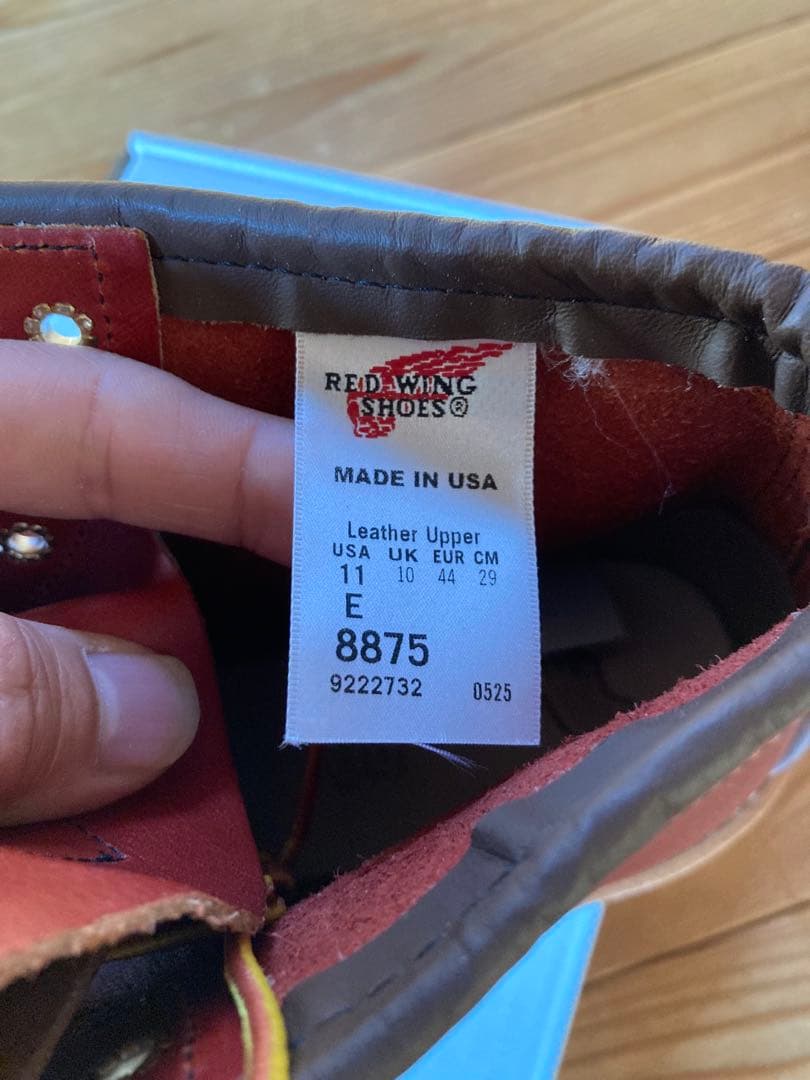 RED WING
SHOES®
MADE IN USA
Leather Upper
USA UK EUR CM
11 10 44 29
E
8875
9222732 0525